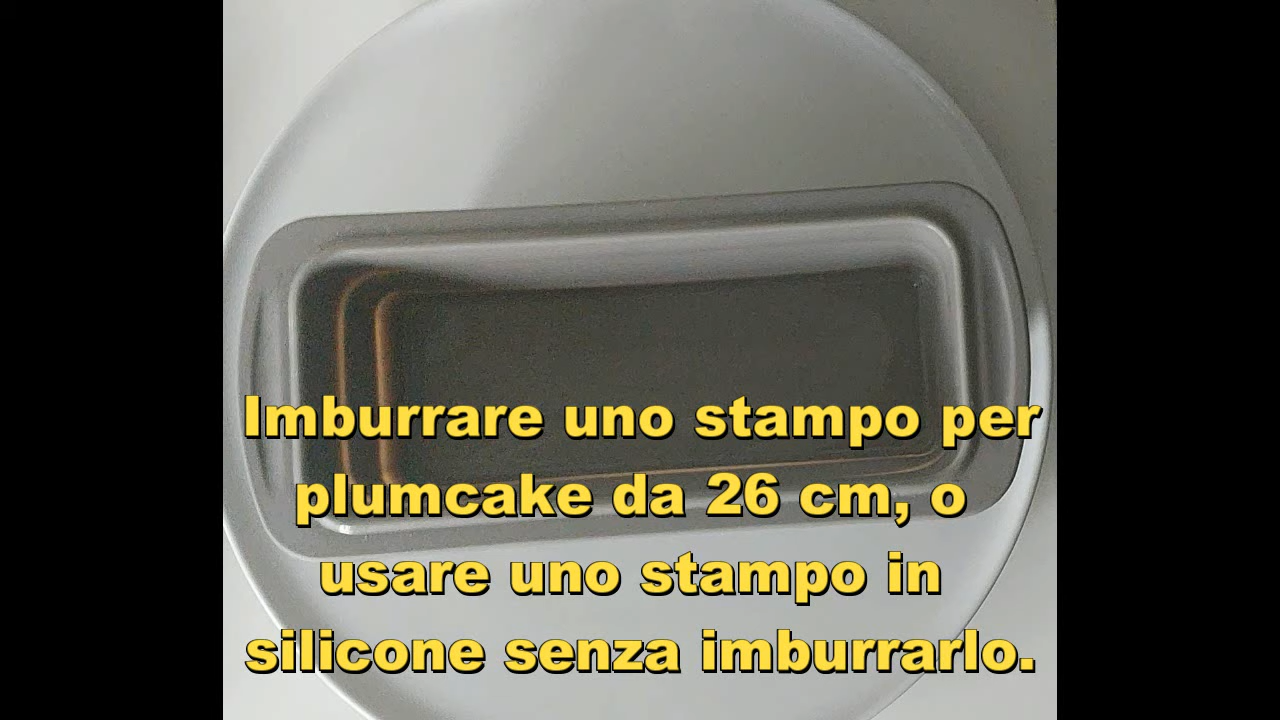 Imburrare uno stampo per
plumcake da 26 cm, o
usare uno stampo in
silicone senza imburrarlo.